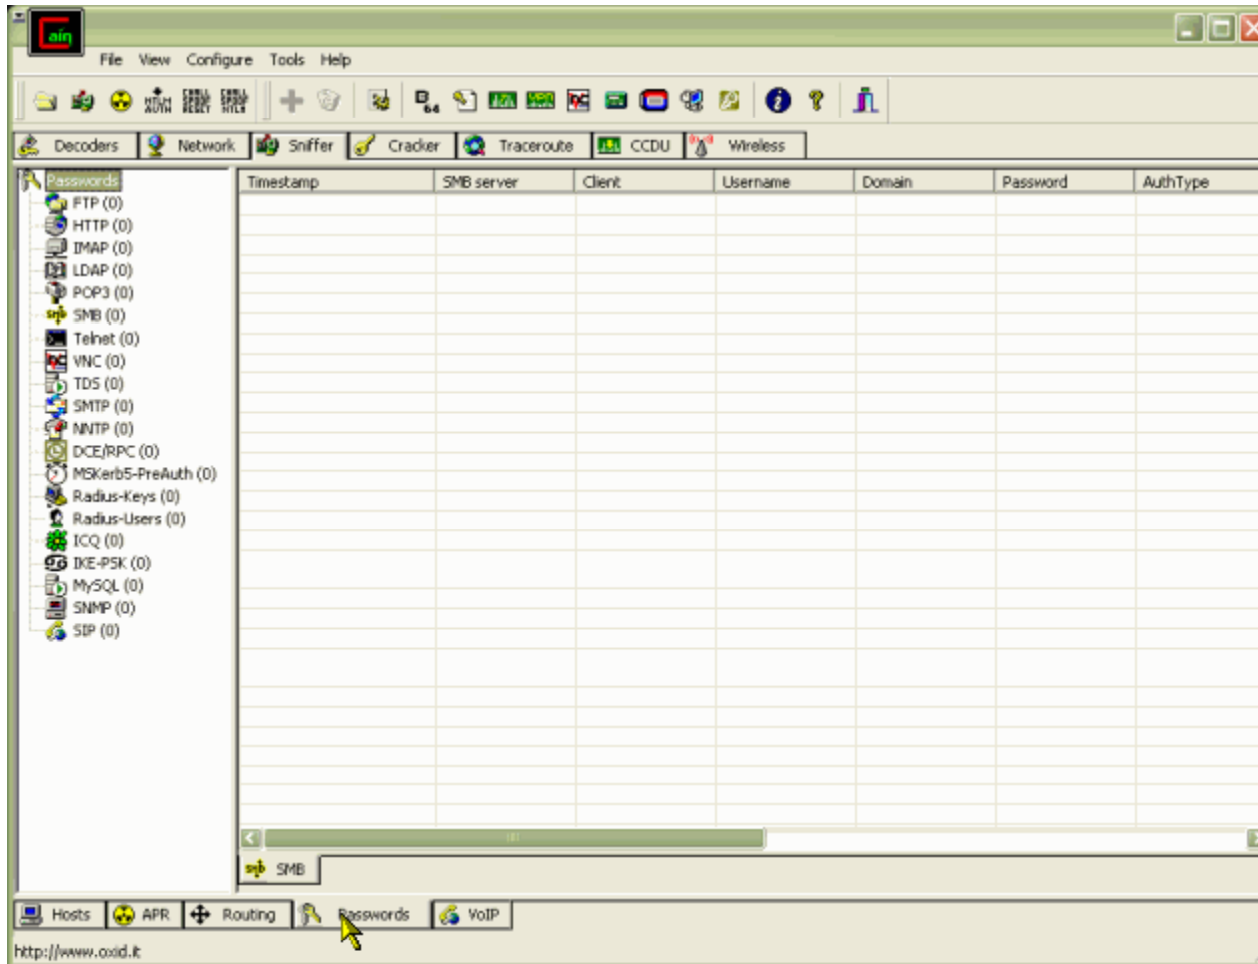 Cain
File View Configure Tools Help
Decoders Network Sniffer Cracker Traceroute CCDU Wireless
Passwords
FTP (0)
HTTP (0)
IMAP (0)
LDAP (0)
POP3 (0)
SMB (0)
Telnet (0)
VNC (0)
TDS (0)
SMTP (0)
NNTP (0)
DCE/RPC (0)
MSKerb5-PreAuth (0)
Radius-Keys (0)
Radius-Users (0)
ICQ (0)
IKE-PSK (0)
MySQL (0)
SNMP (0)
SIP (0)
Timestamp SMB server Client Username Domain Password AuthType
SMB
Hosts APR Routing Passwords VoIP
http://www.oxid.it